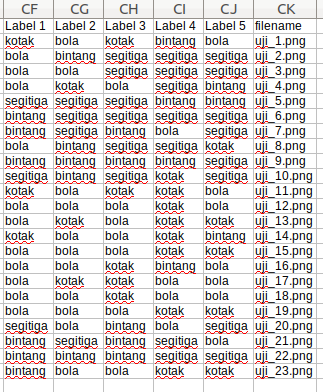 CF CG CH CI CJ CK
Label 1 Label 2 Label 3 Label 4 Label 5 filename
kotak bola kotak bintang bola uji_1.png
bola bintang segitiga segitiga segitiga uji_2.png
bola bola segitiga segitiga segitiga uji_3.png
bola kotak bola segitiga bintang uji_4.png
segitiga segitiga segitiga bintang bintang uji_5.png
bintang segitiga segitiga segitiga segitiga uji_6.png
bintang segitiga bintang bola segitiga uji_7.png
bola bintang segitiga segitiga kotak uji_8.png
bintang bintang bintang bintang segitiga uji_9.png
segitiga bintang segitiga kotak segitiga uji_10.png
kotak bola kotak kotak bola uji_11.png
bola bola bola kotak bola uji_12.png
bola kotak bola kotak kotak uji_13.png
kotak bola bola kotak bintang uji_14.png
bola bola bola kotak kotak uji_15.png
bola bola kotak bintang bola uji_16.png
bola kotak kotak bola bola uji_17.png
bola bola kotak bola bola uji_18.png
bola bola bola kotak kotak uji_19.png
segitiga bola bintang bola segitiga uji_20.png
bintang segitiga bintang segitiga bola uji_21.png
bintang bintang bintang segitiga segitiga uji_22.png
bintang bola bola kotak kotak uji_23.png